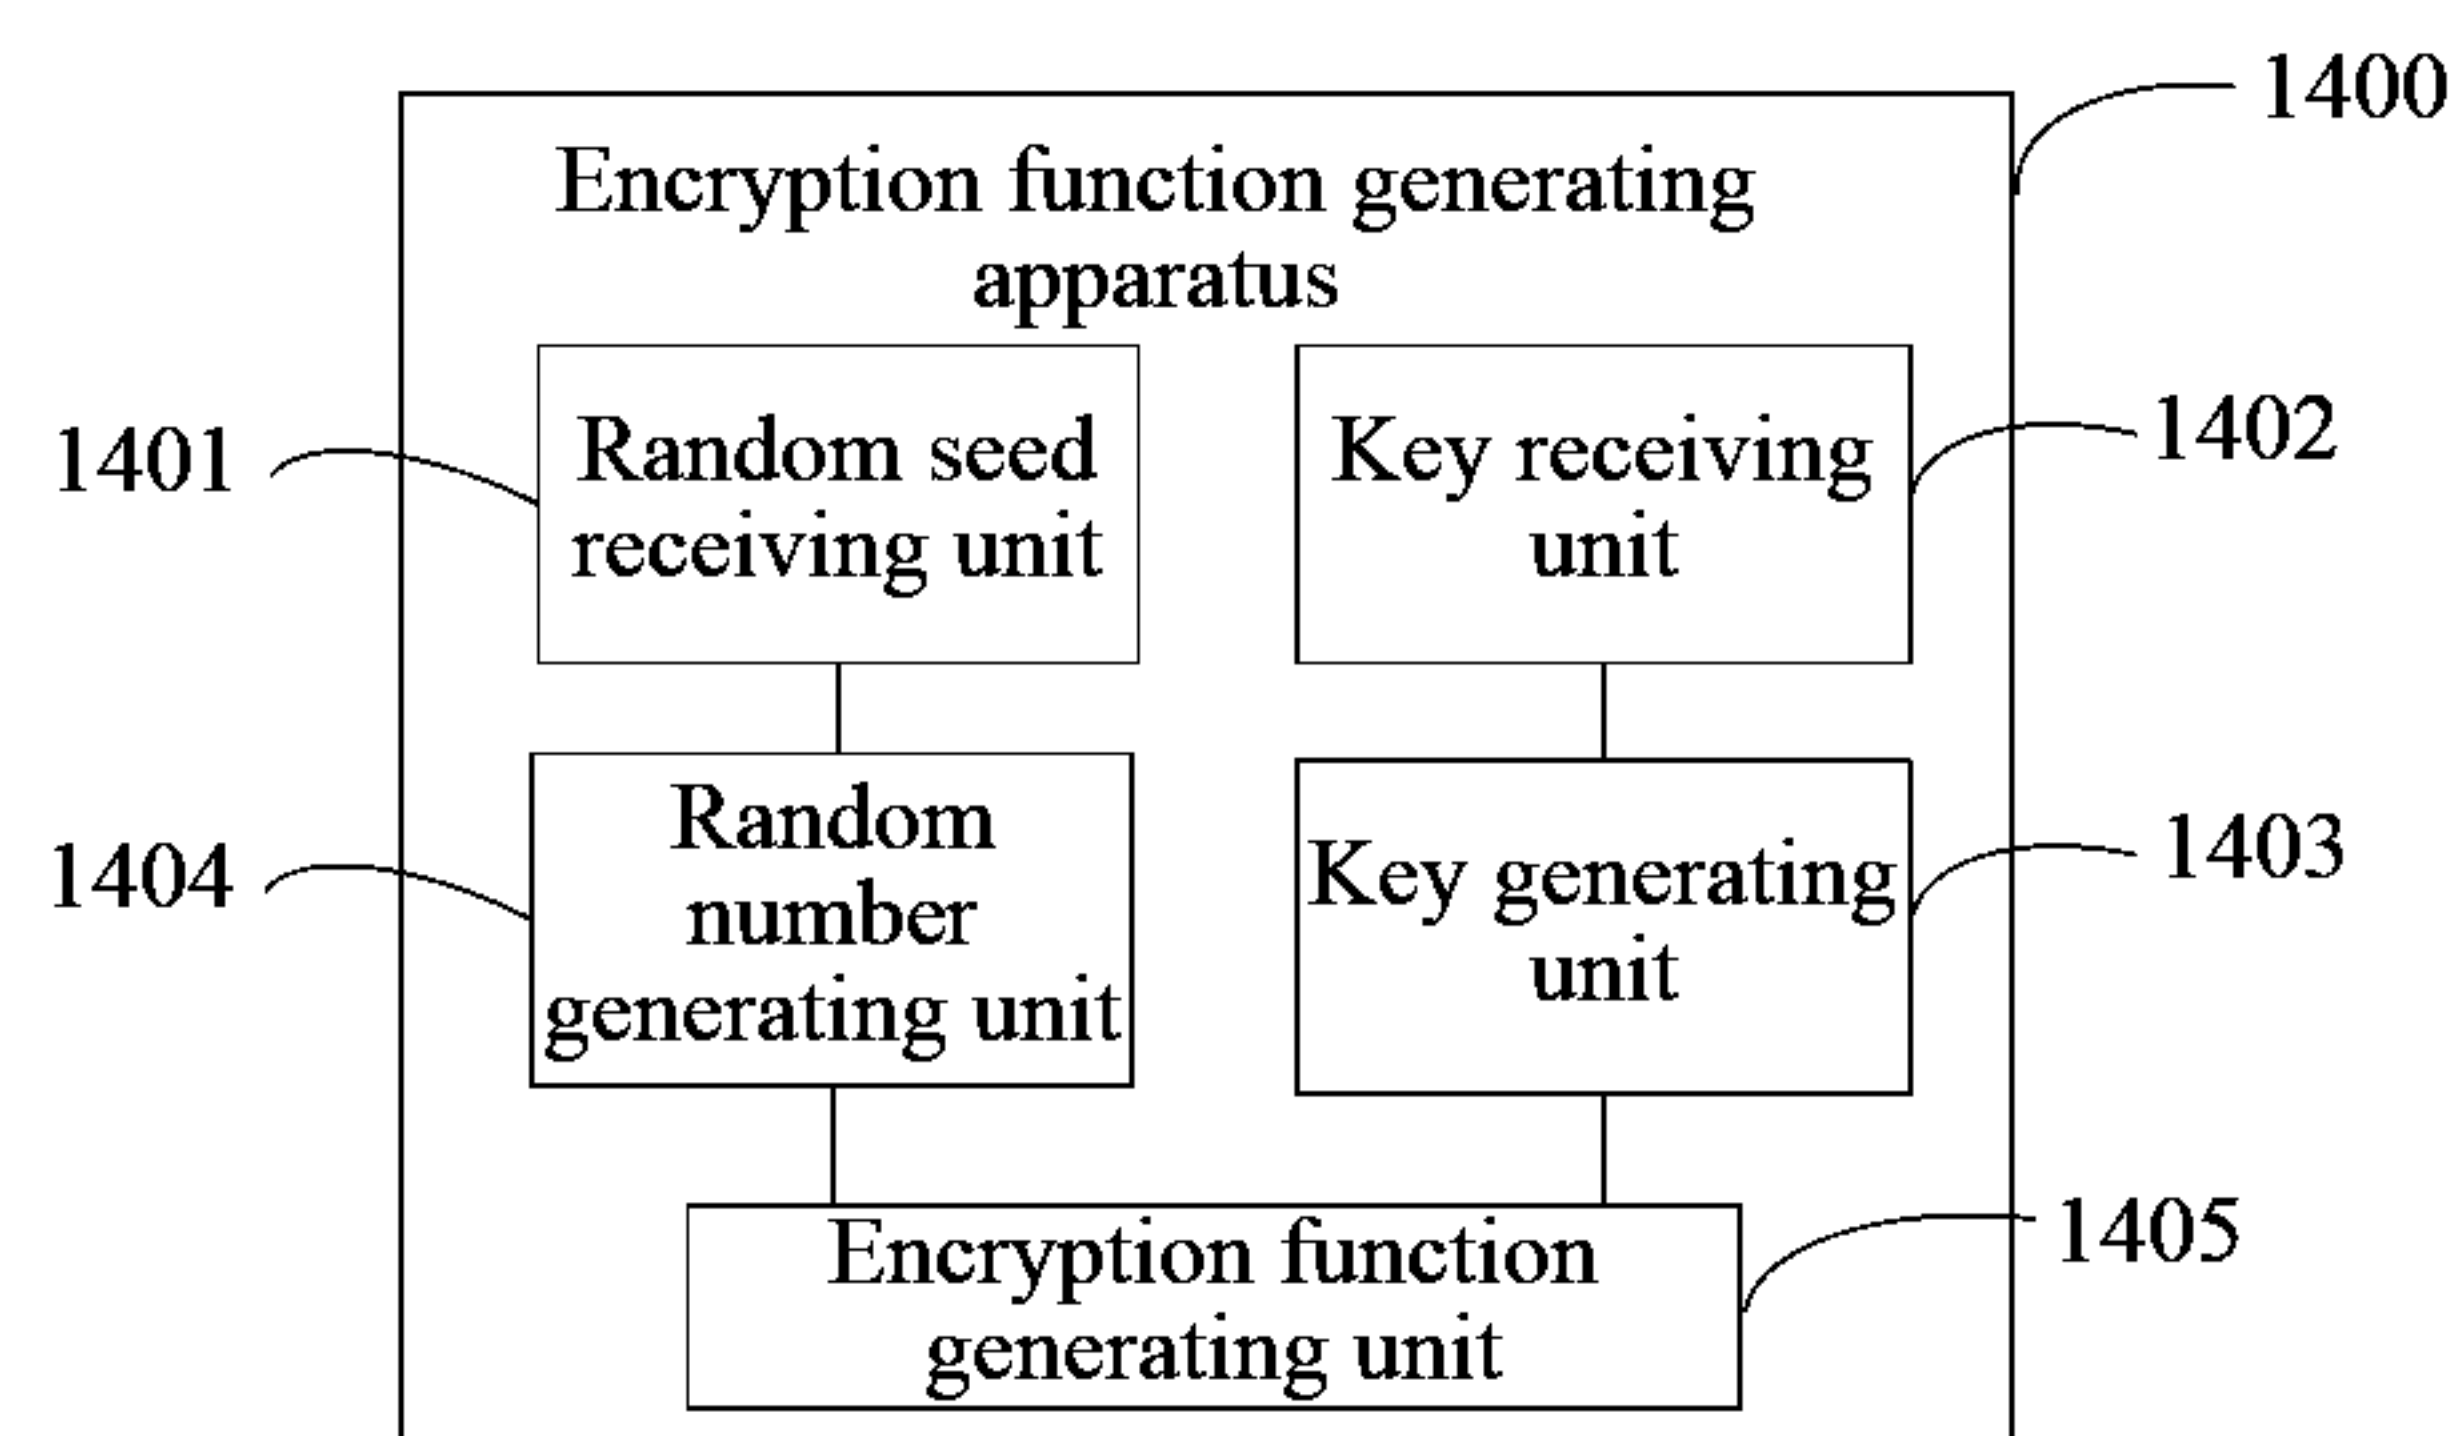 1400
Encryption function generating
apparatus
1401
Random seed
receiving unit
Key receiving
unit
1402
1404
Random
number
generating unit
Key generating
unit
1403
Encryption function
generating unit
1405